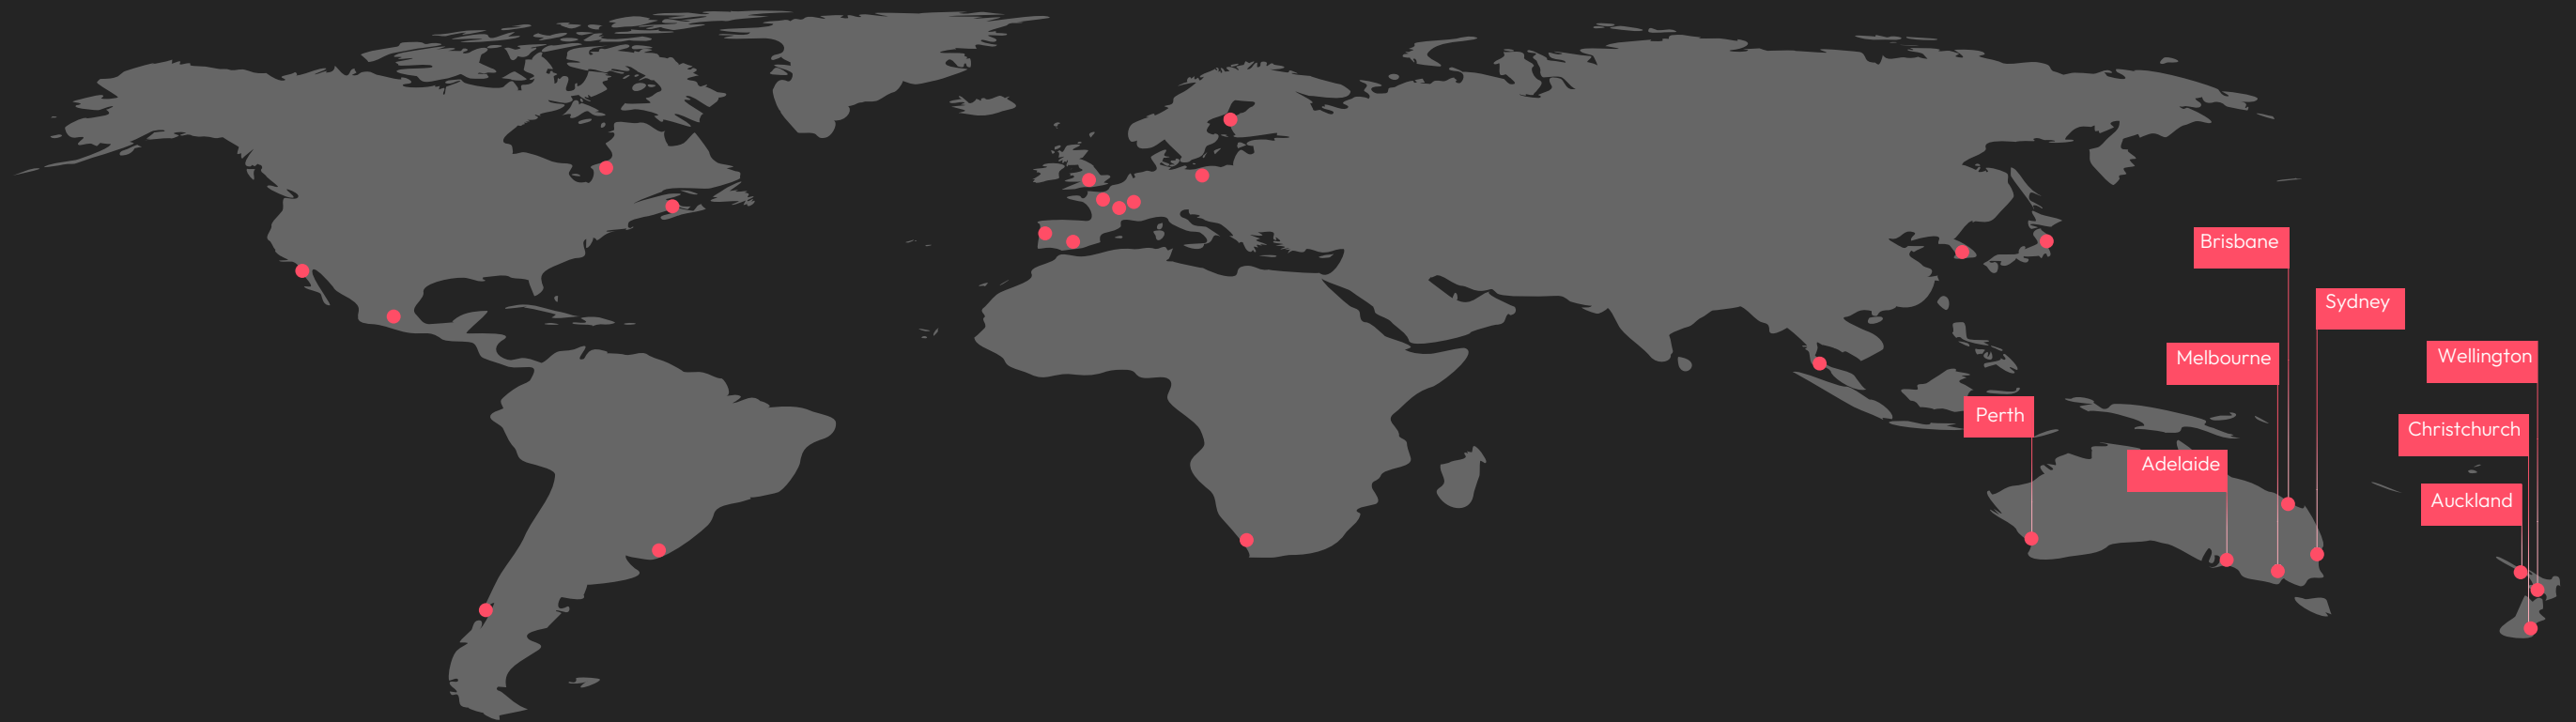 Brisbane
Sydney
Melbourne
Wellington
Perth
Christchurch
Adelaide
Auckland